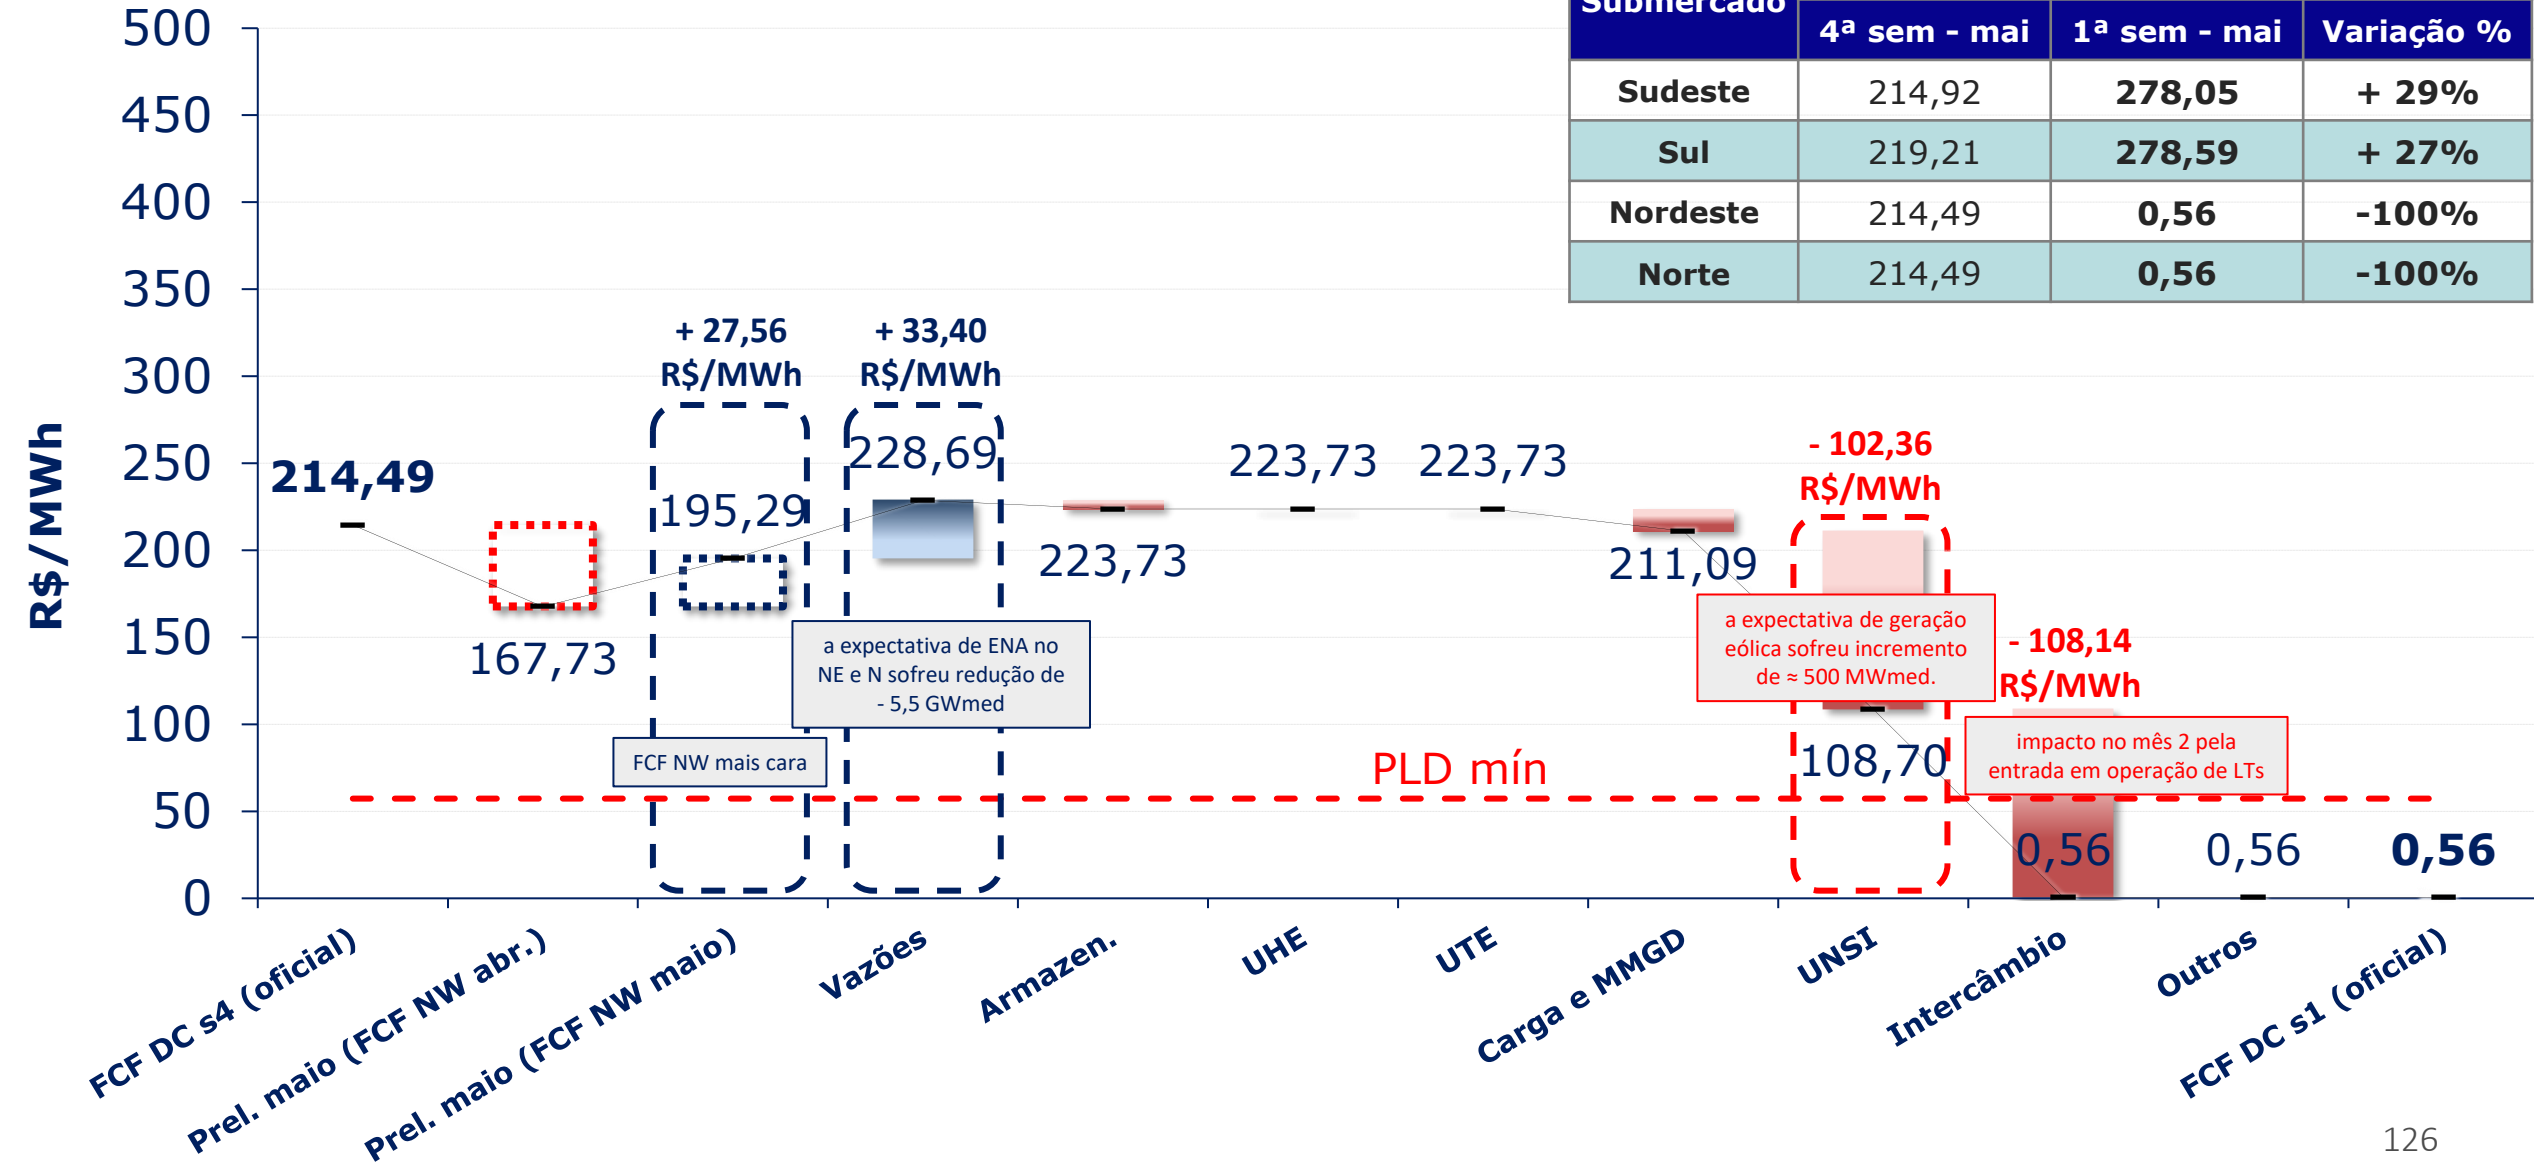 Submercado
4ª sem - mai 1ª sem - mai Variação %
Sudeste 214,92 278,05 + 29%
Sul 219,21 278,59 + 27%
Nordeste 214,49 0,56 -100%
Norte 214,49 0,56 -100%
R$/MWh
500
450
400
350
300
250
200
150
100
50
0
214,49
167,73
+ 27,56
R$/MWh
195,29
FCF NW mais cara
+ 33,40
R$/MWh
228,69
a expectativa de ENA no
NE e N sofreu redução de
- 5,5 GWmed
223,73
223,73
223,73
211,09
- 102,36
R$/MWh
a expectativa de geração
eólica sofreu incremento
de ≈ 500 MWmed.
108,70
- 108,14
R$/MWh
impacto no mês 2 pela
entrada em operação de LTs
PLD mín
0,56
0,56
0,56
FCF DC s4 (oficial)
Prel. maio (FCF NW abr.)
Prel. maio (FCF NW maio)
Vazões
Armazen.
UHE
UTE
Carga e MMGD
UNSI
Intercâmbio
Outros
FCF DC s1 (oficial)
126